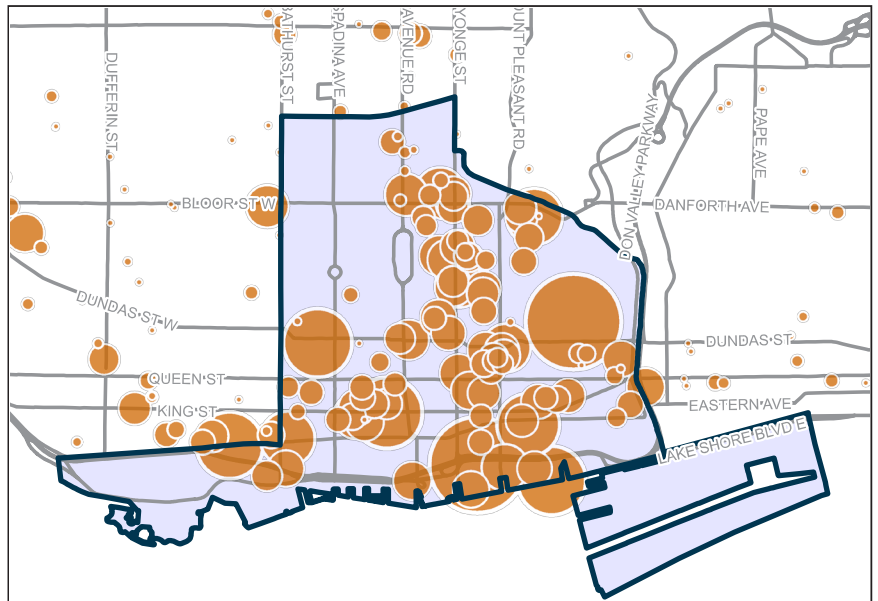 DUFFERIN ST
BATHURST ST
SPADINA AVE
AVENUE RD
YONGE ST
OUNT PLEASANT RD
DON VALLEY PARKWAY
PAPE AVE
BLOOR ST W
DANFORTH AVE
DUNDAS ST W
DUNDAS ST
QUEEN ST
KING ST
EASTERN AVE
LAKE SHORE BLVD E